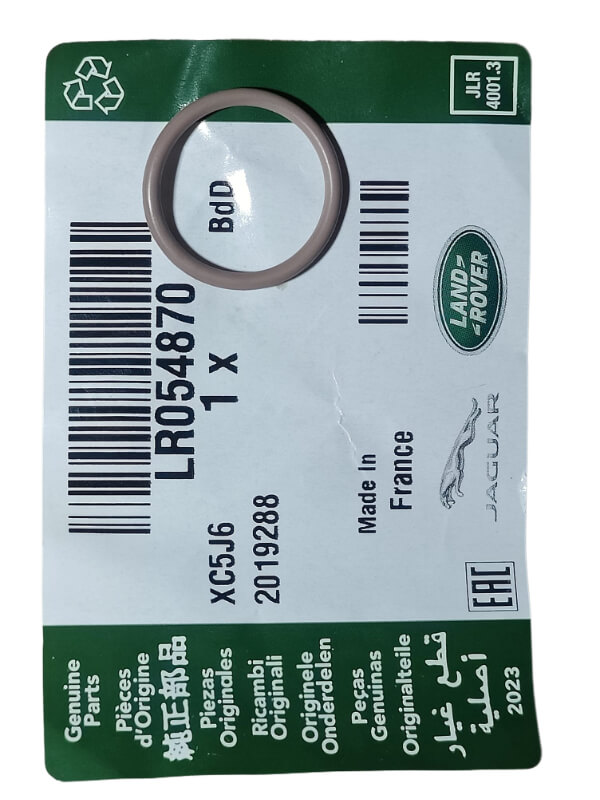 JLR
4001.3
BdD
LR054870
1 x
LAND-
-ROVER
XC5J6
2019288
Made In
France
JAGUAR
EAC
Genuine
Parts
Pièces
d'Origine
純正部品
Piezas
Originales
Ricambi
Originali
Originele
Onderdelen
Peças
Genuinas
Originalteile
قطع غيار
أصلية
2023